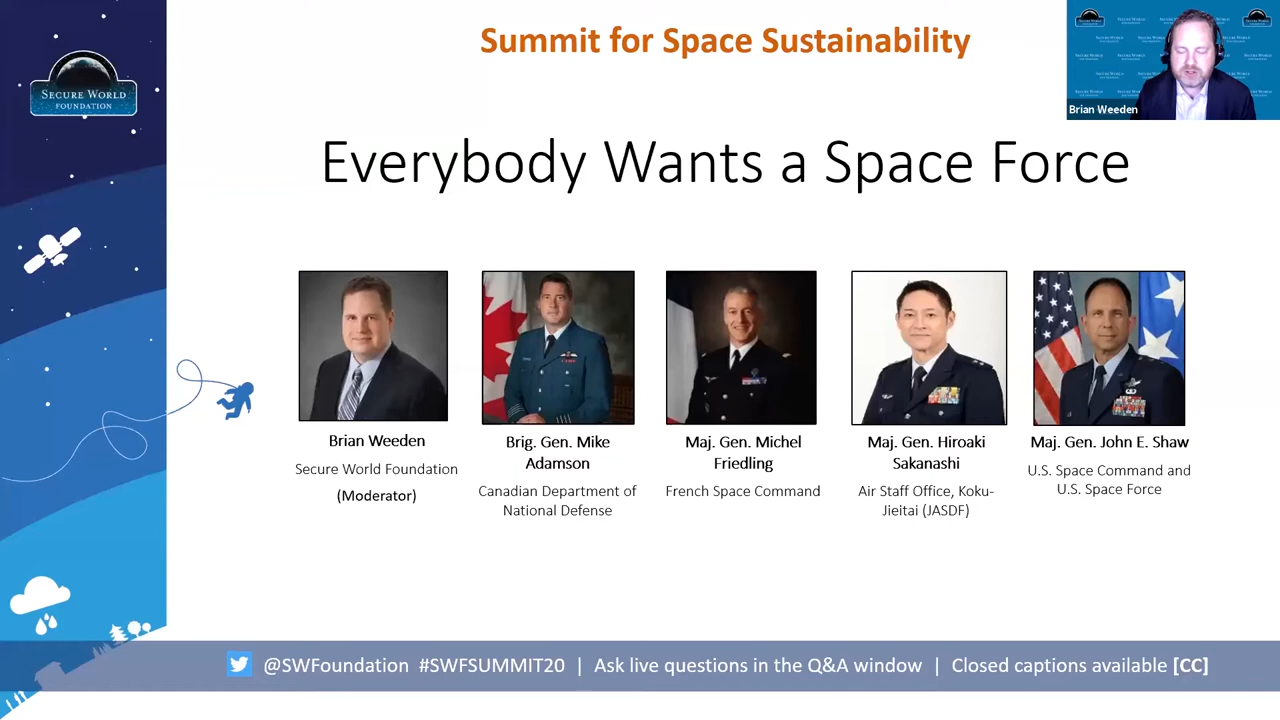 Summit for Space Sustainability
SECURE WORLD
FOUNDATION
Brian Weeden
Everybody Wants a Space Force
Brian Weeden
Secure World Foundation
(Moderator)
Brig. Gen. Mike
Adamson
Canadian Department of
National Defense
Maj. Gen. Michel
Friedling
French Space Command
Maj. Gen. Hiroaki
Sakanashi
Air Staff Office, Koku-
Jieitai (JASDF)
Maj. Gen. John E. Shaw
U.S. Space Command and
U.S. Space Force
@SWFoundation #SWFSUMMIT20 | Ask live questions in the Q&A window | Closed captions available [CC]